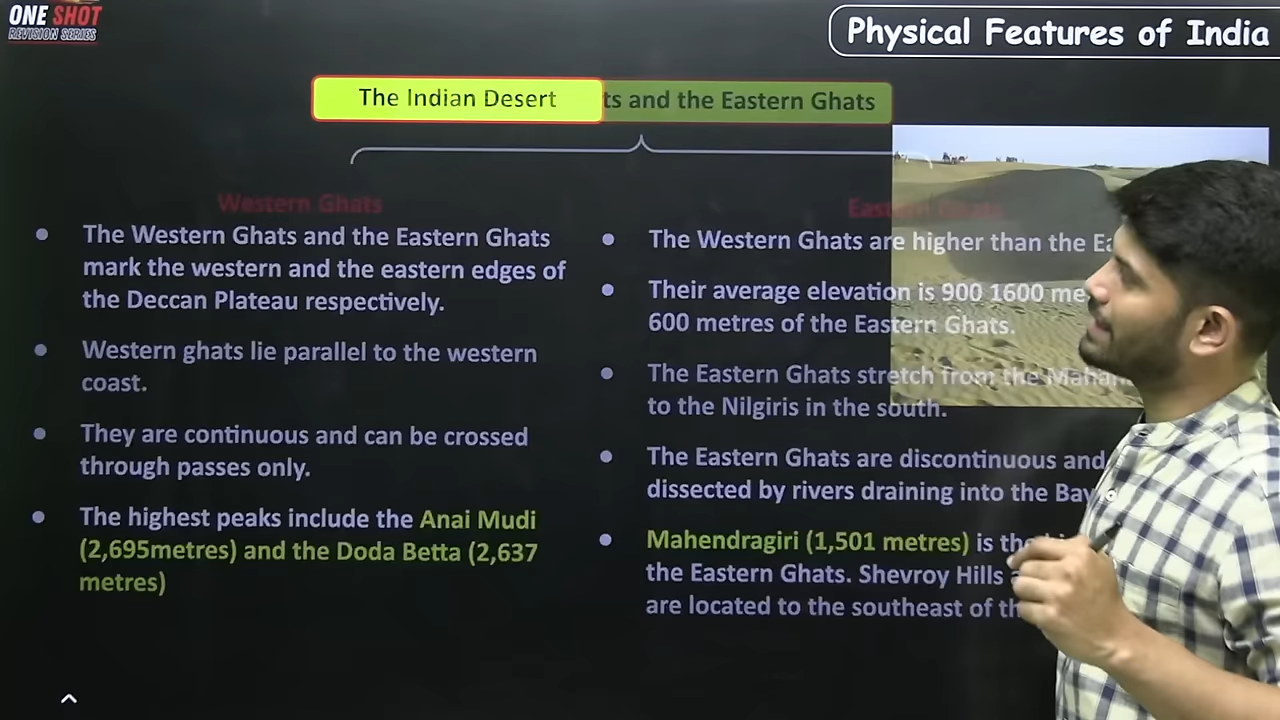 ONE SHOT
REVISION SERIES
Physical Features of India
The Indian Desert
ts and the Eastern Ghats
Western Ghats
● The Western Ghats and the Eastern Ghats
mark the western and the eastern edges of
the Deccan Plateau respectively.
● Western ghats lie parallel to the western
coast.
● They are continuous and can be crossed
through passes only.
● The highest peaks include the Anai Mudi
(2,695metres) and the Doda Betta (2,637
metres)
Eastern Ghats
● The Western Ghats are higher than the Ea
● Their average elevation is 900 1600 me
600 metres of the Eastern Ghats.
● The Eastern Ghats stretch from the Mahan
to the Nilgiris in the south.
● The Eastern Ghats are discontinuous and
dissected by rivers draining into the Bay
● Mahendragiri (1,501 metres) is the
the Eastern Ghats. Shevroy Hills
are located to the southeast of th